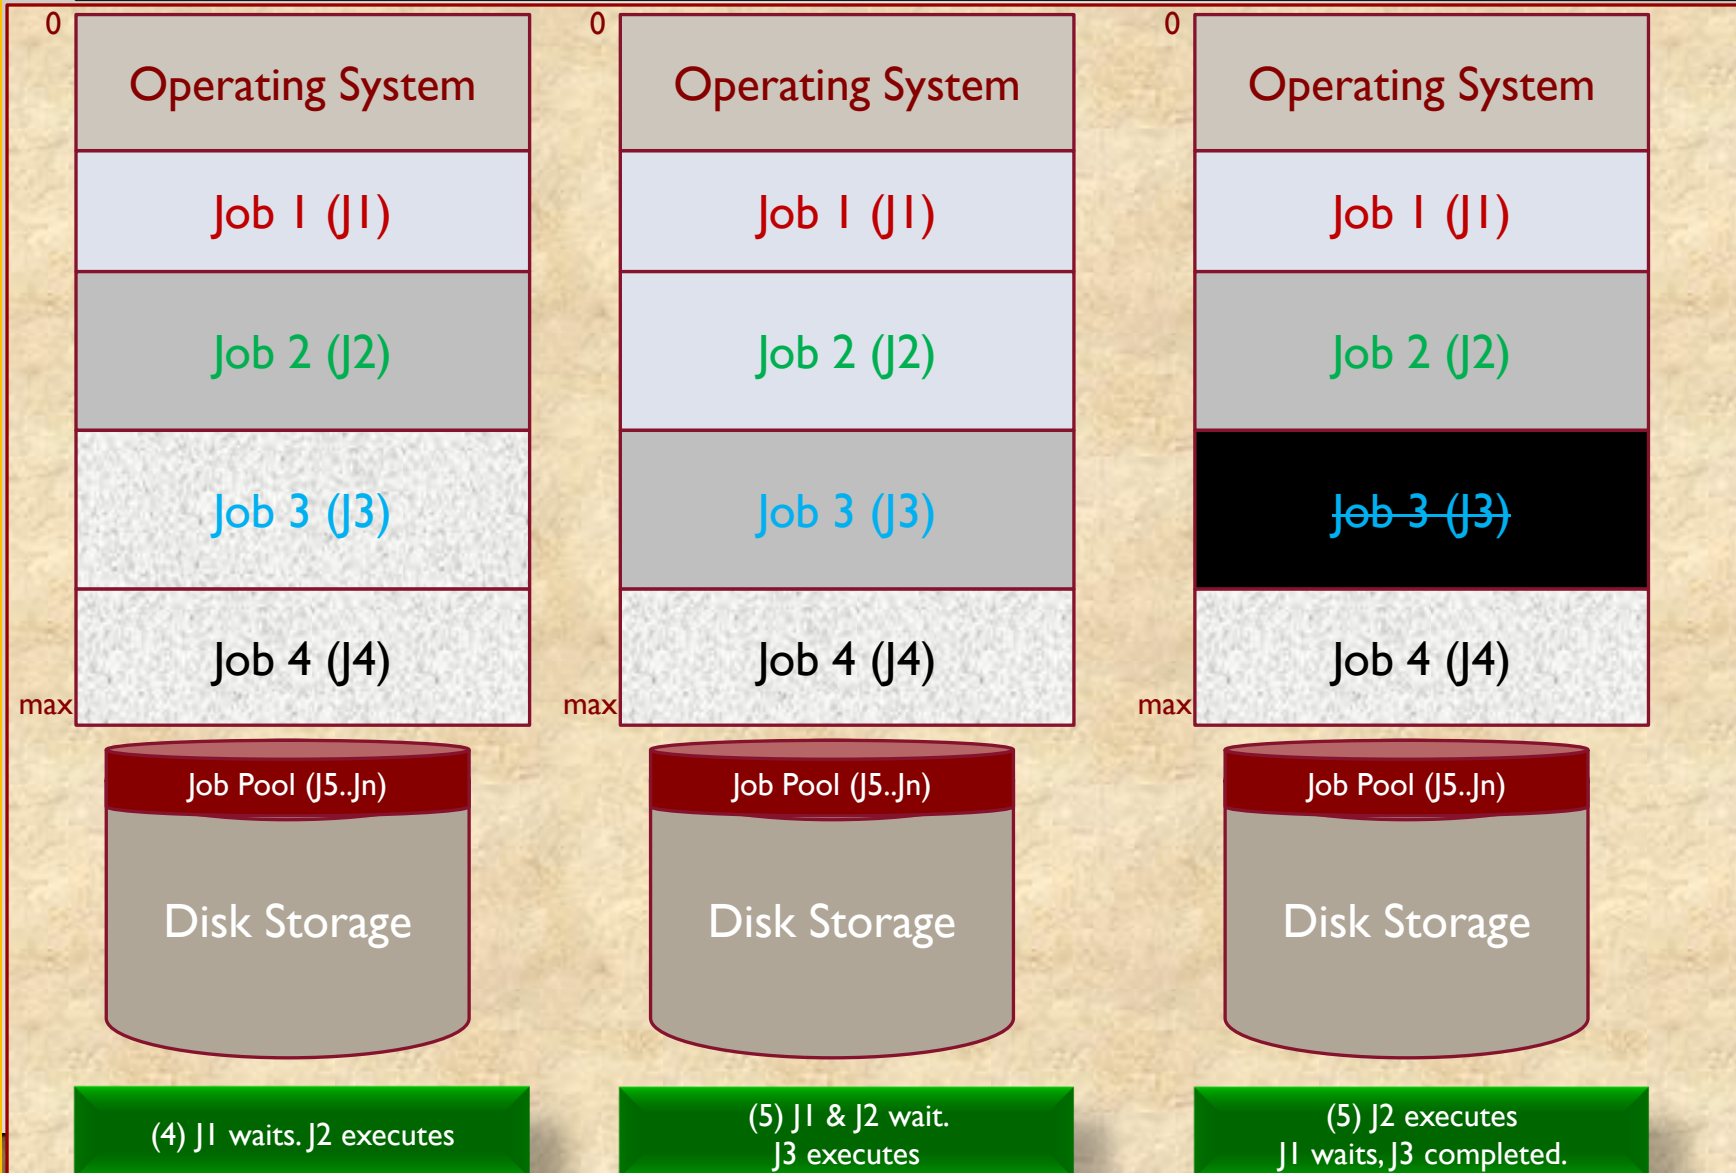 0
Operating System
Job 1 (J1)
Job 2 (J2)
Job 3 (J3)
Job 4 (J4)
max
Job Pool (J5..Jn)
Disk Storage
(4) J1 waits. J2 executes
0
Operating System
Job 1 (J1)
Job 2 (J2)
Job 3 (J3)
Job 4 (J4)
max
Job Pool (J5..Jn)
Disk Storage
(5) J1 & J2 wait.
J3 executes
0
Operating System
Job 1 (J1)
Job 2 (J2)
Job 3 (J3)
Job 4 (J4)
max
Job Pool (J5..Jn)
Disk Storage
(5) J2 executes
J1 waits, J3 completed.